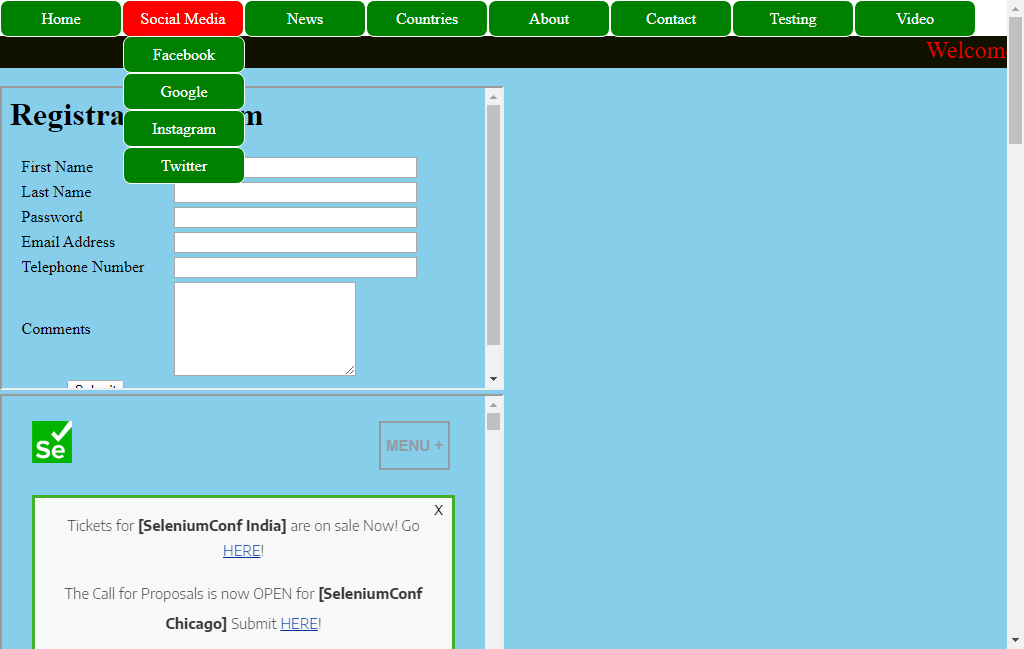 Home Social Media News Countries About Contact Testing Video
Welcom
Facebook
Google
Instagram
Twitter
First Name
Last Name
Password
Email Address
Telephone Number
Comments
Se
MENU +
X
Tickets for [SeleniumConf India] are on sale Now! Go
HERE!
The Call for Proposals is now OPEN for [SeleniumConf
Chicago] Submit HERE!